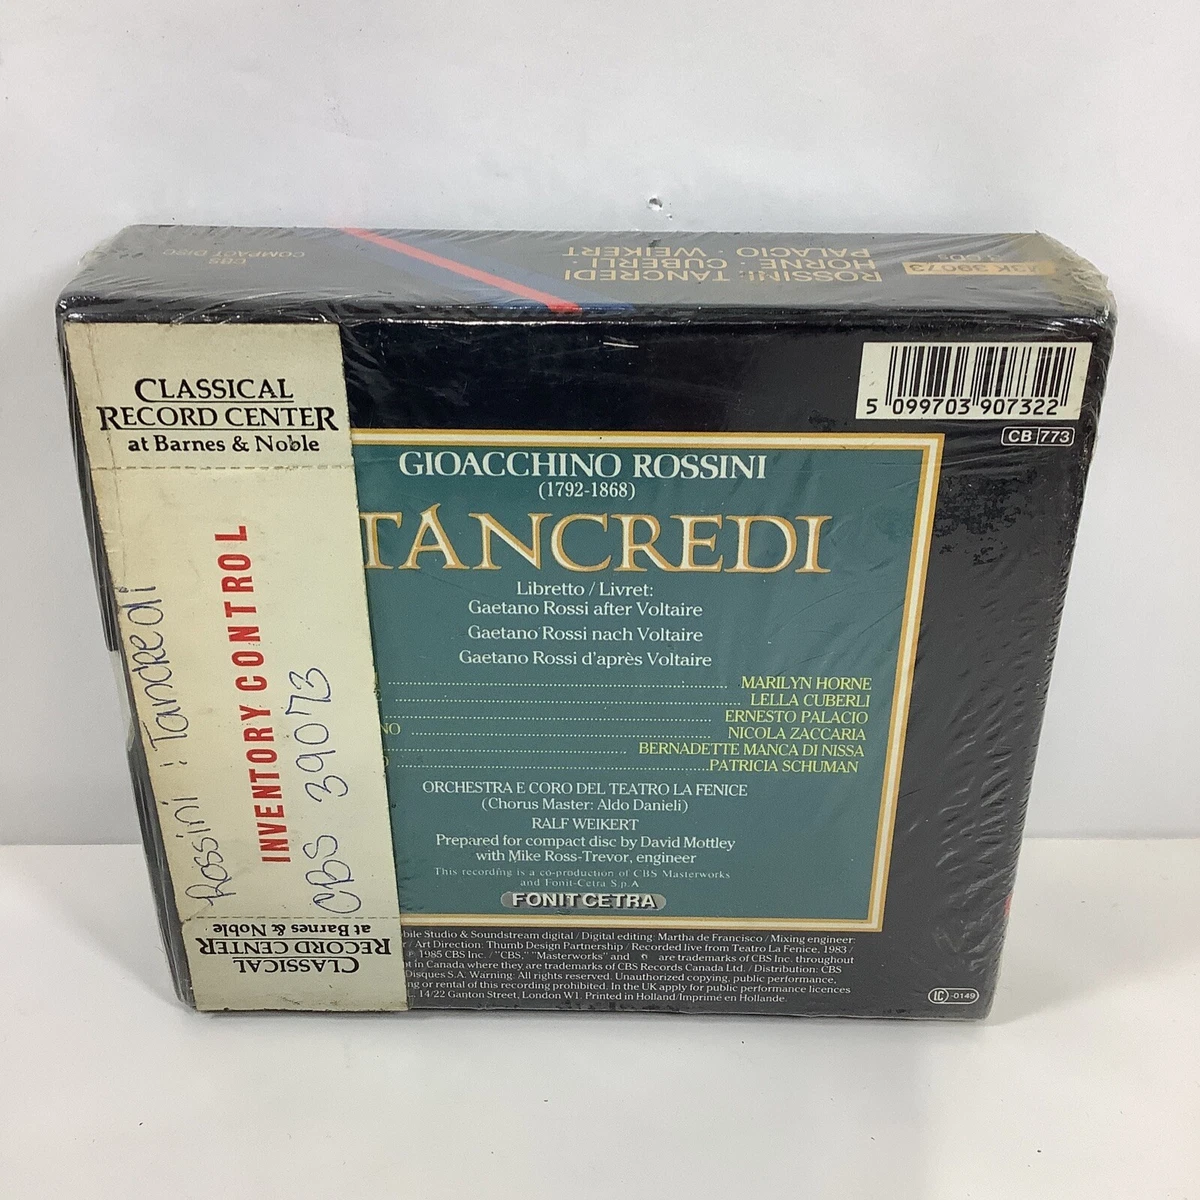 CBS
COMPACT DISC
ROSSINI: TANCREDI
HORNE · CUBERLI ·
PALACIO · WEIKERT
39073
3 CDs
5 099703 907322
CB 773
CLASSICAL
RECORD CENTER
at Barnes & Noble
INVENTORY CONTROL
Rossini : Tancredi
CBS 39073
CLASSICAL
RECORD CENTER
at Barnes & Noble
GIOACCHINO ROSSINI
(1792-1868)
TANCREDI
Libretto / Livret:
Gaetano Rossi after Voltaire
Gaetano Rossi nach Voltaire
Gaetano Rossi d'après Voltaire
MARILYN HORNE
LELLA CUBERLI
ERNESTO PALACIO
NICOLA ZACCARIA
BERNADETTE MANCA DI NISSA
PATRICIA SCHUMAN
ORCHESTRA E CORO DEL TEATRO LA FENICE
(Chorus Master: Aldo Danieli)
RALF WEIKERT
Prepared for compact disc by David Mottley
with Mike Ross-Trevor, engineer
This recording is a co-production of CBS Masterworks
and Fonit-Cetra S.p.A
FONIT CETRA
Studio & Soundstream digital / Digital editing: Martha de Francisco / Mixing engineer:
/ Art Direction: Thumb Design Partnership / Recorded live from Teatro La Fenice, 1983 /
℗ 1985 CBS Inc. / "CBS," "Masterworks" and are trademarks of CBS Inc. throughout
in Canada where they are trademarks of CBS Records Canada Ltd. / Distribution: CBS
Disques S.A. Warning: All rights reserved. Unauthorized copying, public performance,
or rental of this recording prohibited. In the UK apply for public performance licences
14/22 Ganton Street, London W1. Printed in Holland/Imprimé en Hollande.
IC -0149